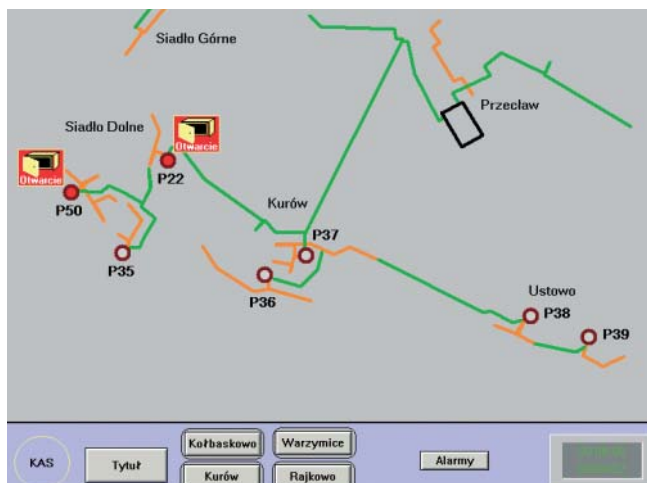 Siadło Górne
Przecław
Siadło Dolne
Otwarcie
Otwarcie
P22
P50
Kurów
P37
P35
P36
Ustowo
P38
P39
KAS
Tytuł
Kołbaskowo
Warzymice
Kurów
Rajkowo
Alarmy